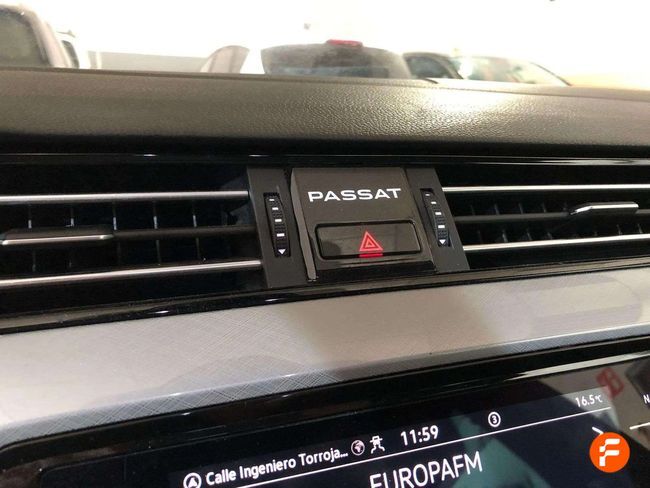 PASSAT
16.5°C
11:59
3
Calle Ingeniero Torroja...
EUROPAFM
N